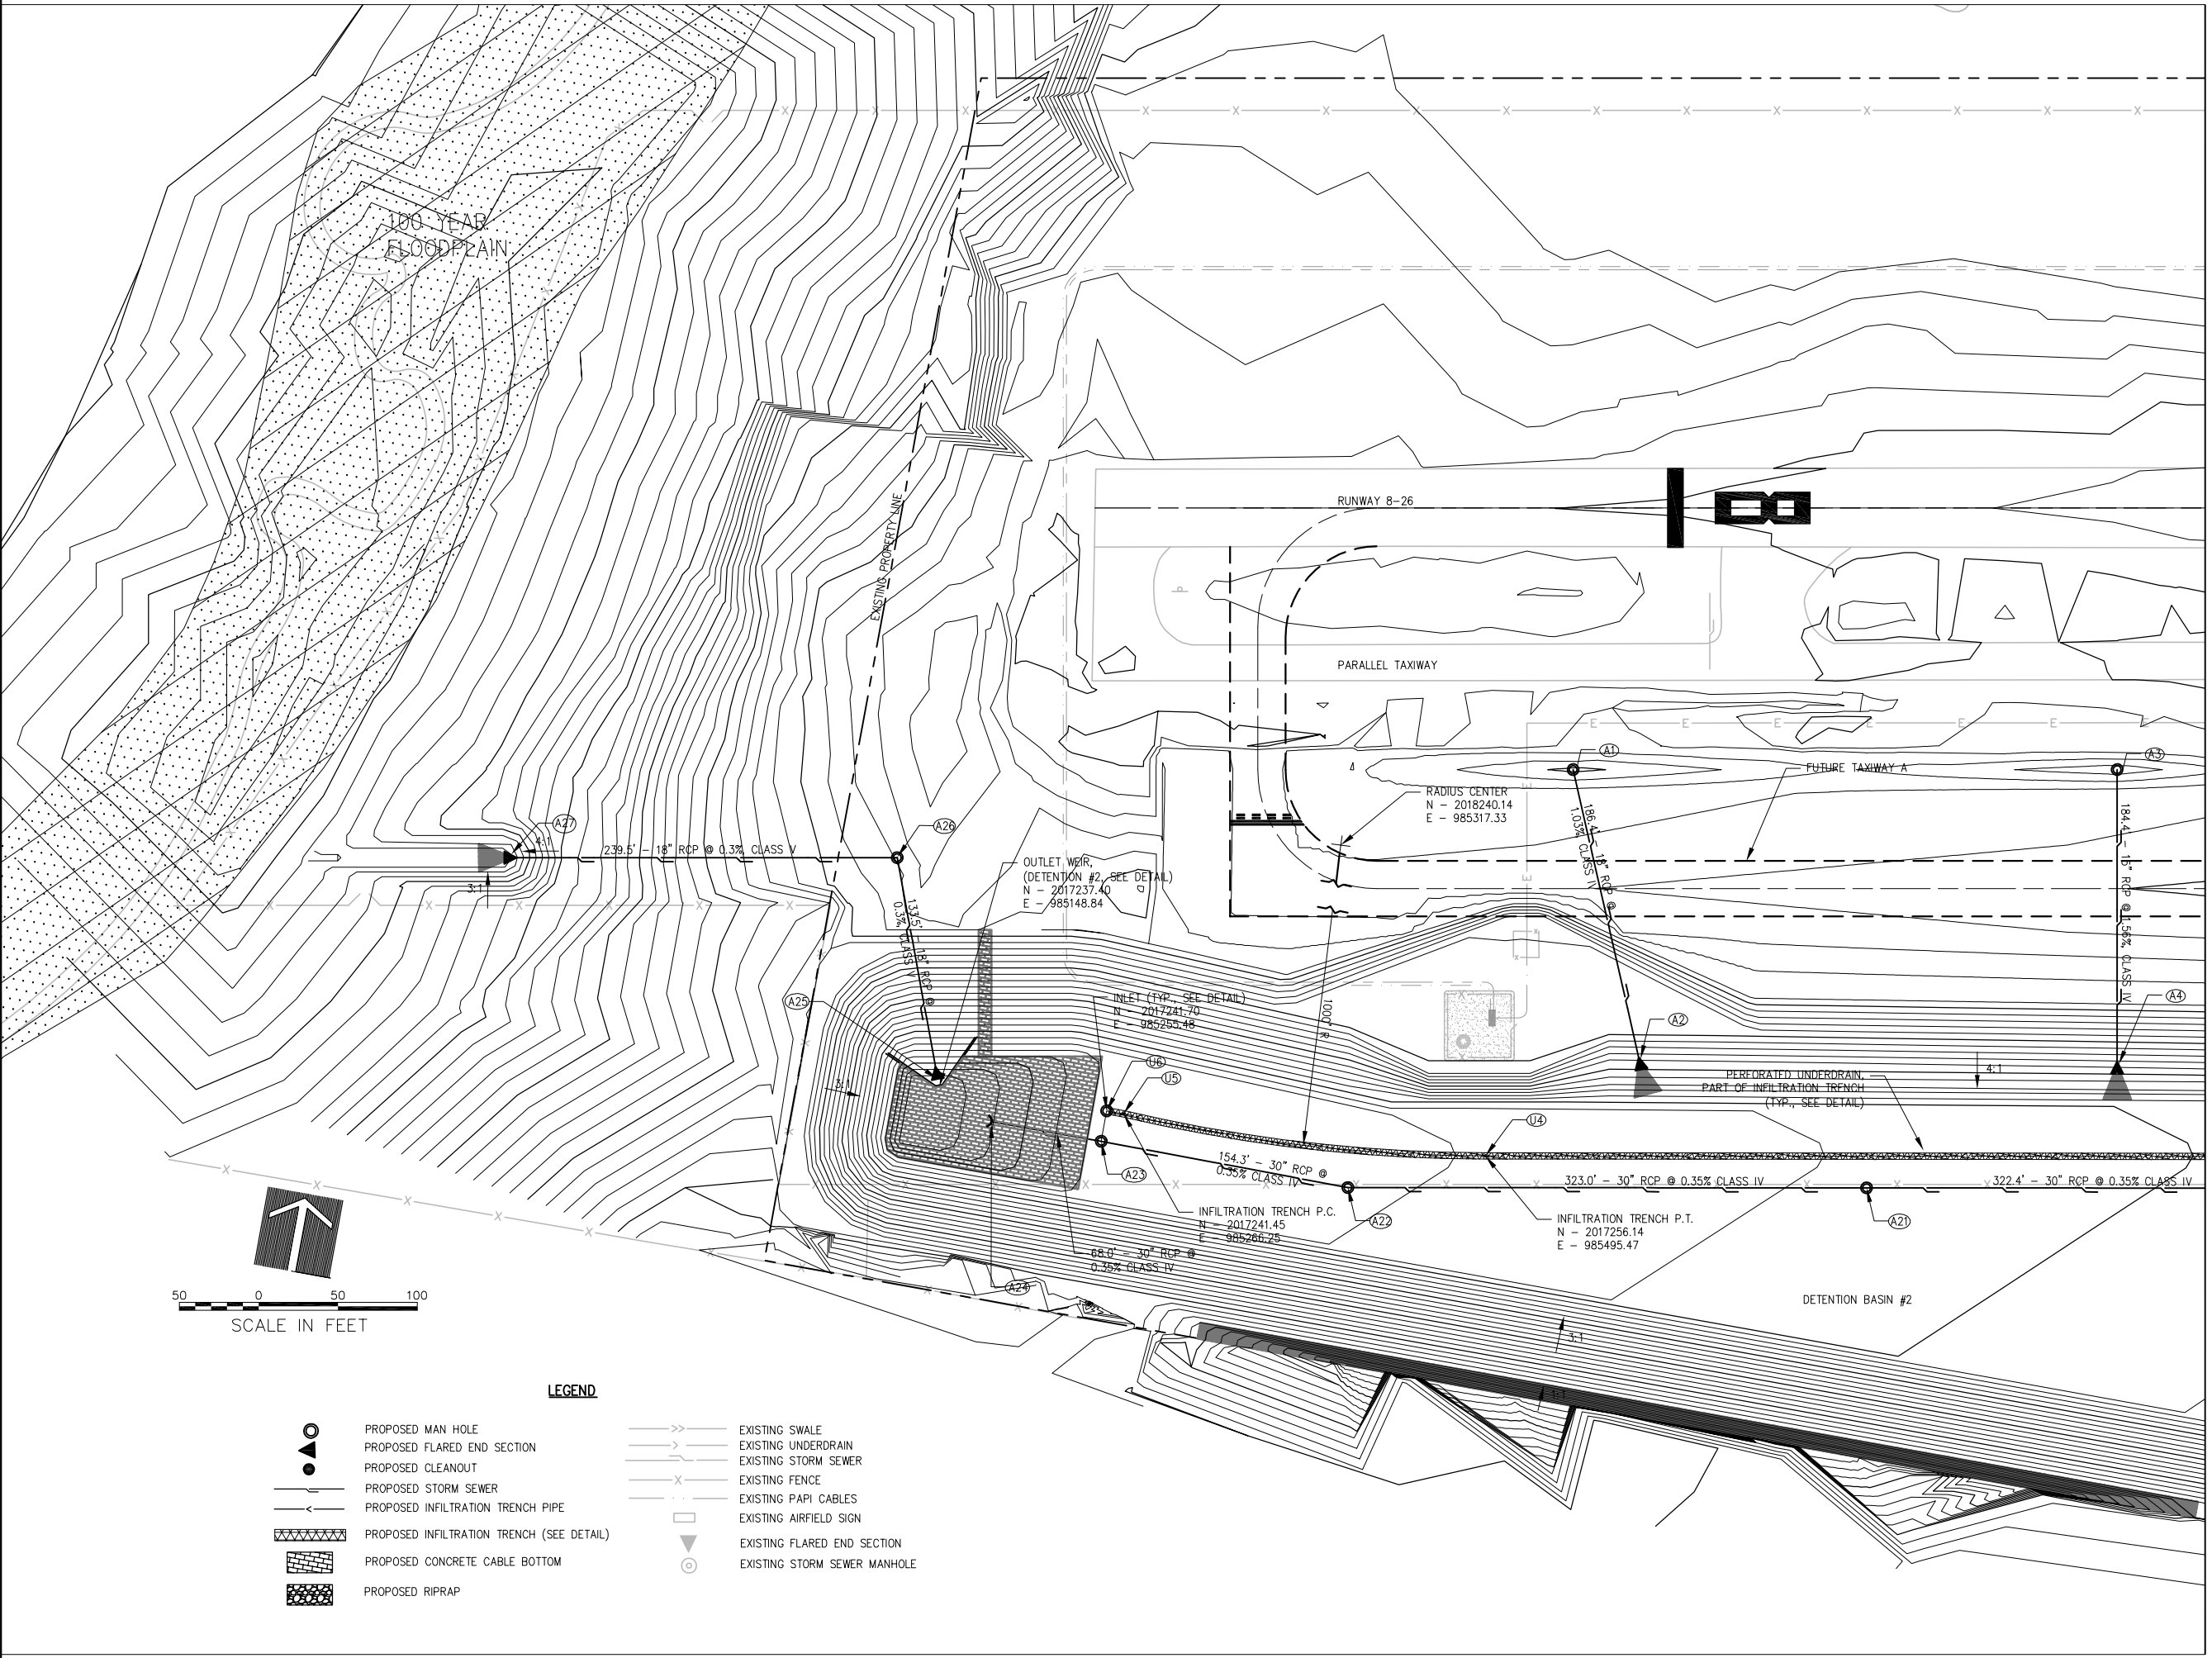 100 YEAR
FLOODPLAIN
EXISTING PROPERTY LINE
RUNWAY 8-26
PARALLEL TAXIWAY
A1
A3
FUTURE TAXIWAY A
RADIUS CENTER
N - 2018240.14
E - 985317.33
186.4' - 18" RCP @
1.03% CLASS IV
184.4' - 15" RCP @ 1.56%, CLASS IV
A27
4:1
239.5' - 18" RCP @ 0.3% CLASS V
3:1
A26
OUTLET WEIR,
(DETENTION #2, SEE DETAIL)
N - 2017237.40
E - 985148.84
133.5' - 18" RCP @
0.3%, CLASS V
A25
INLET (TYP., SEE DETAIL)
N - 2017241.70
E - 985255.48
1000' R
A2
A4
U6
U5
3:1
PERFORATED UNDERDRAIN,
PART OF INFILTRATION TRENCH
(TYP., SEE DETAIL)
4:1
U4
A23
154.3' - 30" RCP @
0.35% CLASS IV
323.0' - 30" RCP @ 0.35% CLASS IV
322.4' - 30" RCP @ 0.35% CLASS IV
INFILTRATION TRENCH P.C.
N - 2017241.45
E - 985266.25
A22
INFILTRATION TRENCH P.T.
N - 2017256.14
E - 985495.47
A21
68.0' - 30" RCP @
0.35% CLASS IV
A24
DETENTION BASIN #2
3:1
1:1
50 0 50 100
SCALE IN FEET
LEGEND
PROPOSED MAN HOLE
PROPOSED FLARED END SECTION
PROPOSED CLEANOUT
PROPOSED STORM SEWER
PROPOSED INFILTRATION TRENCH PIPE
PROPOSED INFILTRATION TRENCH (SEE DETAIL)
PROPOSED CONCRETE CABLE BOTTOM
PROPOSED RIPRAP
EXISTING SWALE
EXISTING UNDERDRAIN
EXISTING STORM SEWER
EXISTING FENCE
EXISTING PAPI CABLES
EXISTING AIRFIELD SIGN
EXISTING FLARED END SECTION
EXISTING STORM SEWER MANHOLE